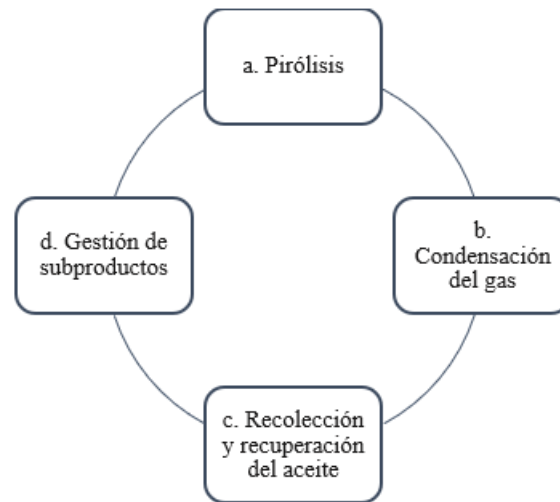 a. Pirólisis
b.
Condensación
del gas
c. Recolección
y recuperación
del aceite
d. Gestión de
subproductos